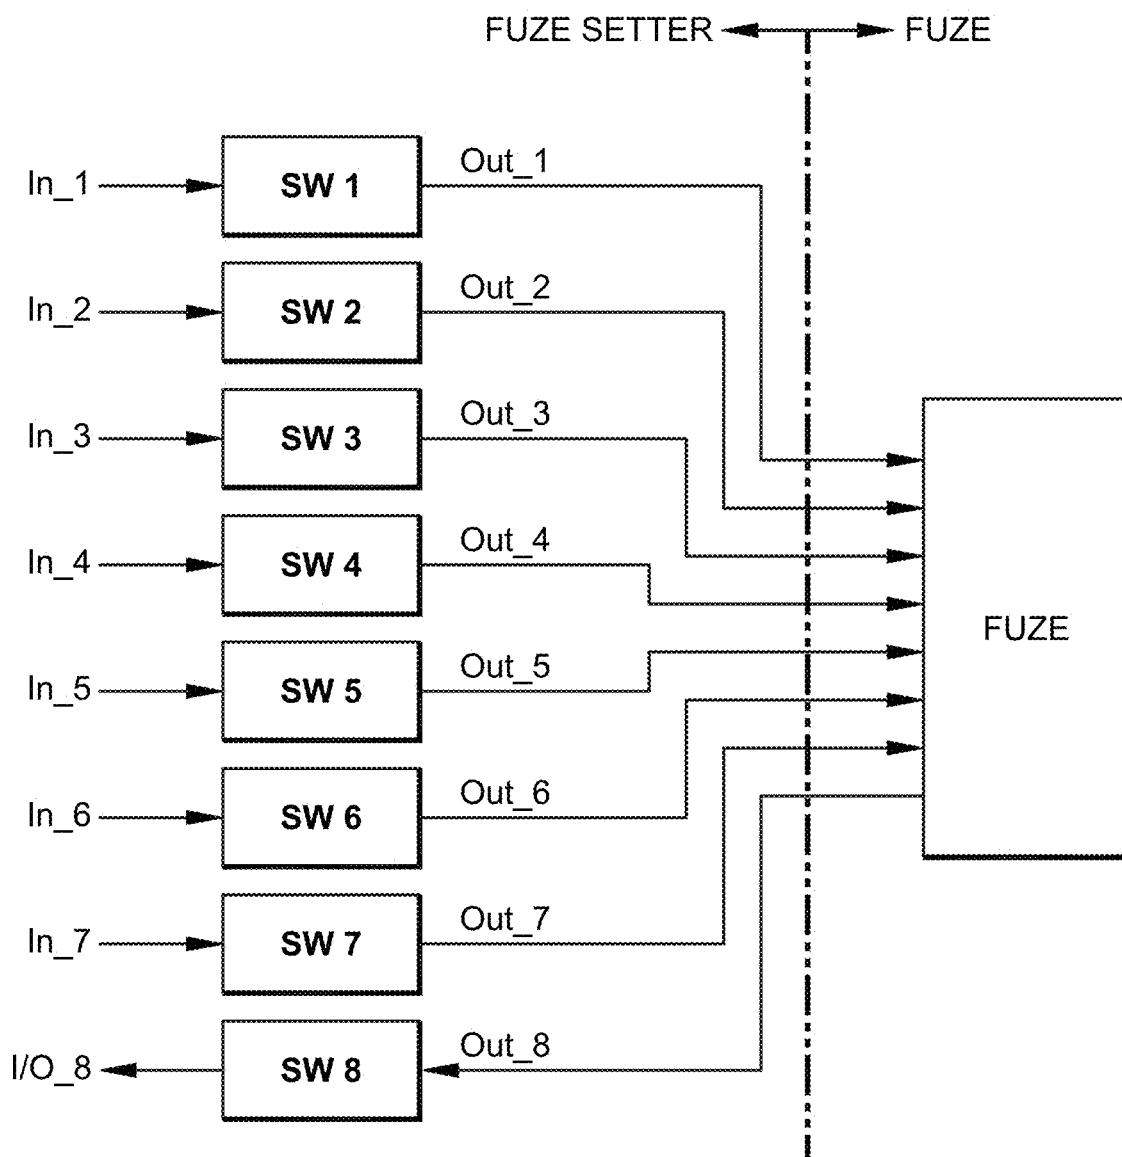 FUZE SETTER FUZE
In_1 SW 1 Out_1
In_2 SW 2 Out_2
In_3 SW 3 Out_3
In_4 SW 4 Out_4
In_5 SW 5 Out_5
FUZE
In_6 SW 6 Out_6
In_7 SW 7 Out_7
I/O_8 SW 8 Out_8